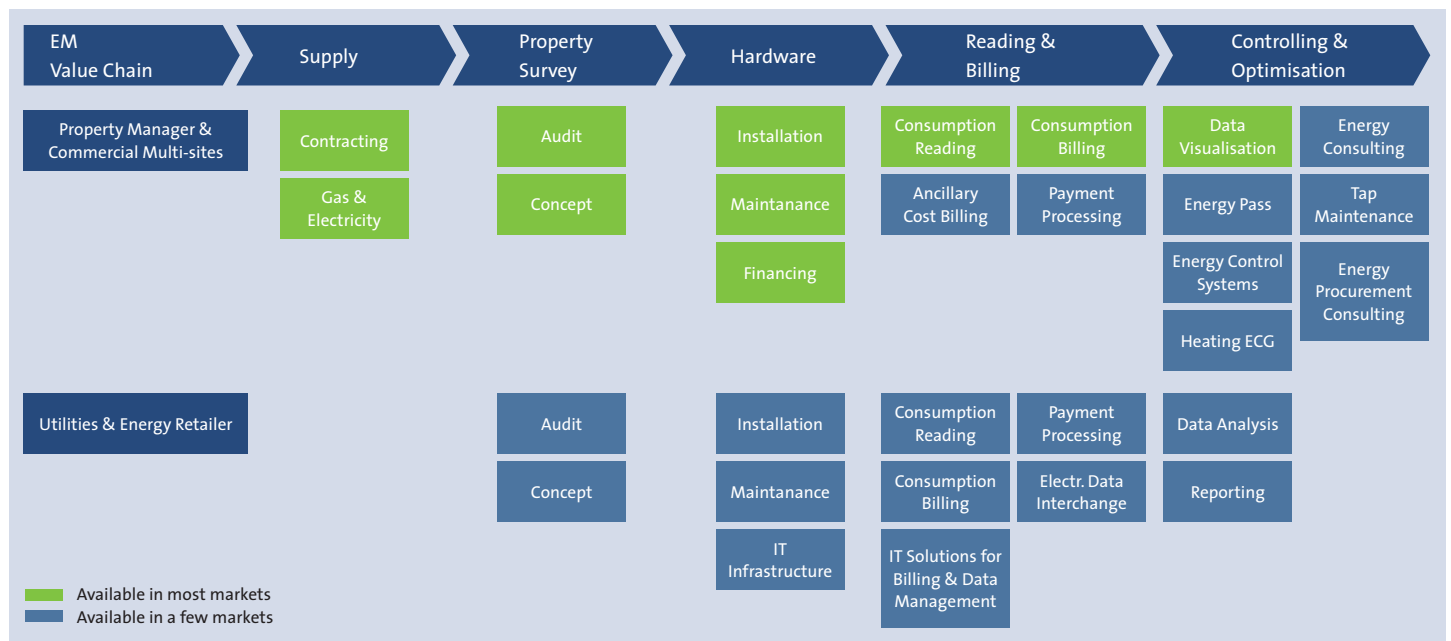 EM
Value Chain
Supply
Property
Survey
Hardware
Reading &
Billing
Controlling &
Optimisation
Property Manager &
Commercial Multi-sites
Contracting
Gas &
Electricity
Audit
Concept
Installation
Maintanance
Financing
Consumption
Reading
Consumption
Billing
Ancillary
Cost Billing
Payment
Processing
Data
Visualisation
Energy
Consulting
Energy Pass
Tap
Maintenance
Energy Control
Systems
Energy
Procurement
Consulting
Heating ECG
Utilities & Energy Retailer
Audit
Concept
Installation
Maintanance
IT
Infrastructure
Consumption
Reading
Payment
Processing
Consumption
Billing
Electr. Data
Interchange
IT Solutions for
Billing & Data
Management
Data Analysis
Reporting
Available in most markets
Available in a few markets